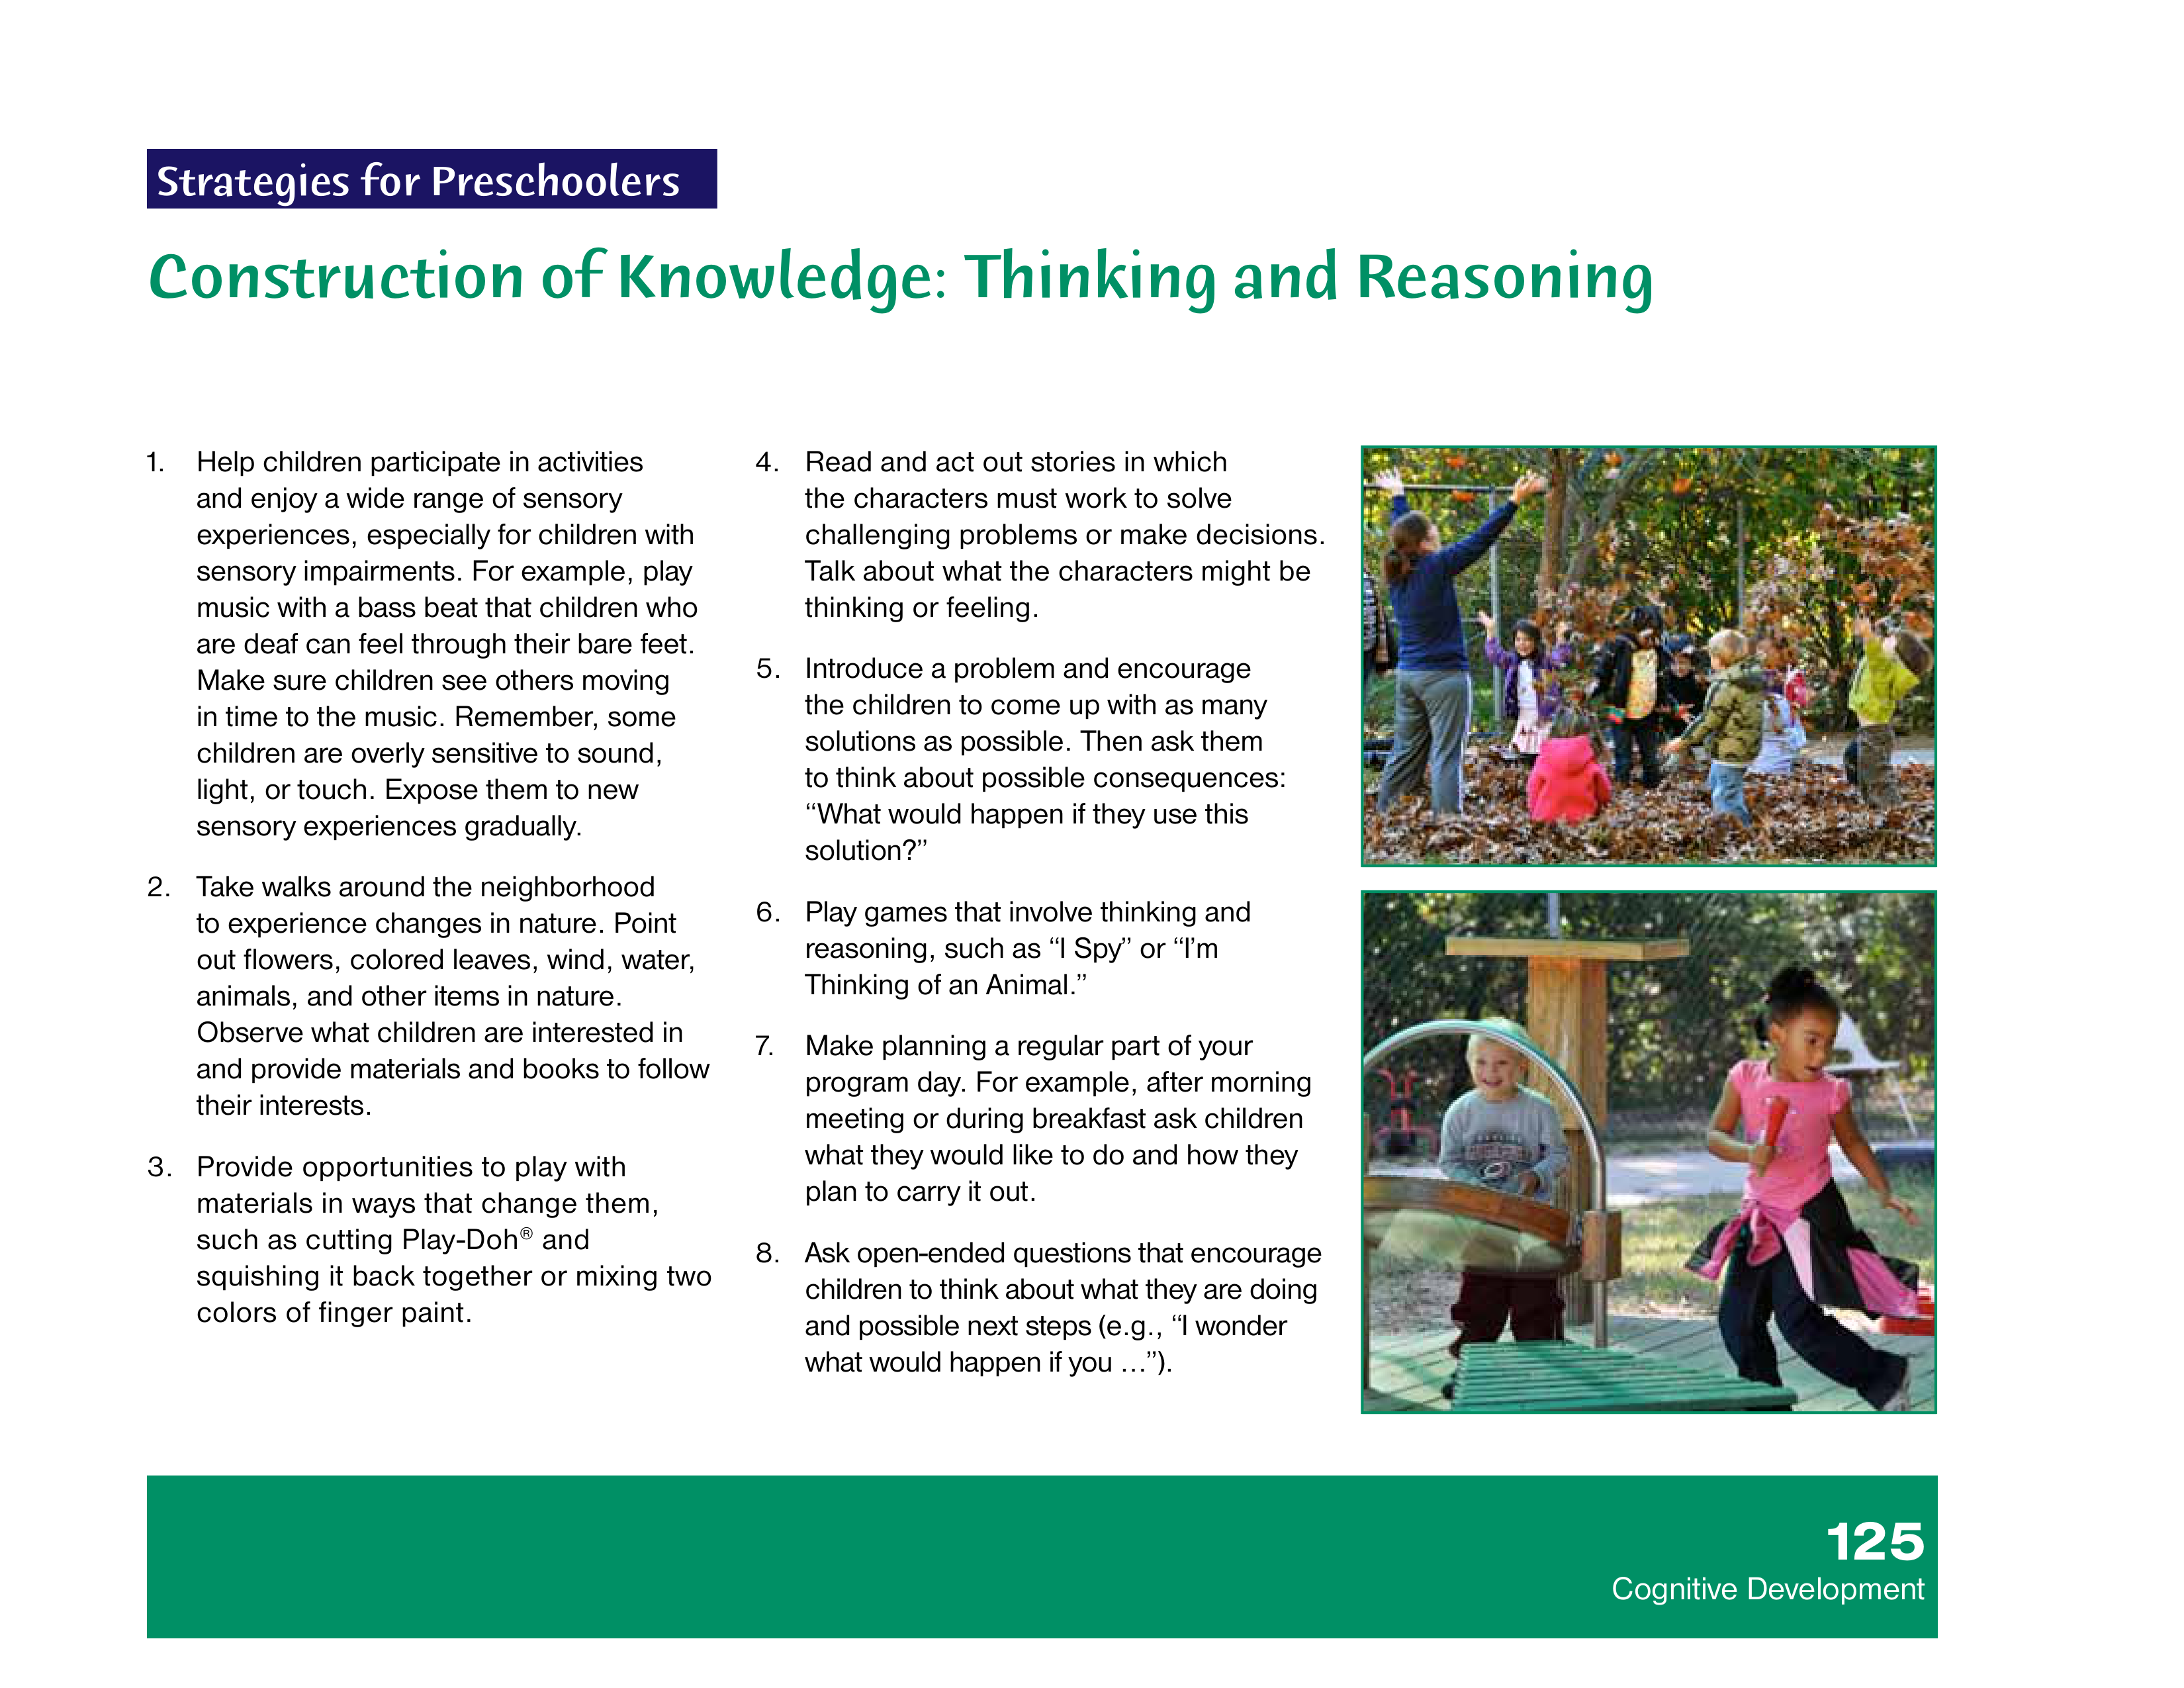 Strategies for Preschoolers
Construction of Knowledge: Thinking and Reasoning
1. Help children participate in activities
and enjoy a wide range of sensory
experiences, especially for children with
sensory impairments. For example, play
music with a bass beat that children who
are deaf can feel through their bare feet.
Make sure children see others moving
in time to the music. Remember, some
children are overly sensitive to sound,
light, or touch. Expose them to new
sensory experiences gradually.
2. Take walks around the neighborhood
to experience changes in nature. Point
out flowers, colored leaves, wind, water,
animals, and other items in nature.
Observe what children are interested in
and provide materials and books to follow
their interests.
3. Provide opportunities to play with
materials in ways that change them,
such as cutting Play-Doh® and
squishing it back together or mixing two
colors of finger paint.
4. Read and act out stories in which
the characters must work to solve
challenging problems or make decisions.
Talk about what the characters might be
thinking or feeling.
5. Introduce a problem and encourage
the children to come up with as many
solutions as possible. Then ask them
to think about possible consequences:
“What would happen if they use this
solution?”
6. Play games that involve thinking and
reasoning, such as “I Spy” or “I’m
Thinking of an Animal.”
7. Make planning a regular part of your
program day. For example, after morning
meeting or during breakfast ask children
what they would like to do and how they
plan to carry it out.
8. Ask open-ended questions that encourage
children to think about what they are doing
and possible next steps (e.g., “I wonder
what would happen if you …”).
125
Cognitive Development